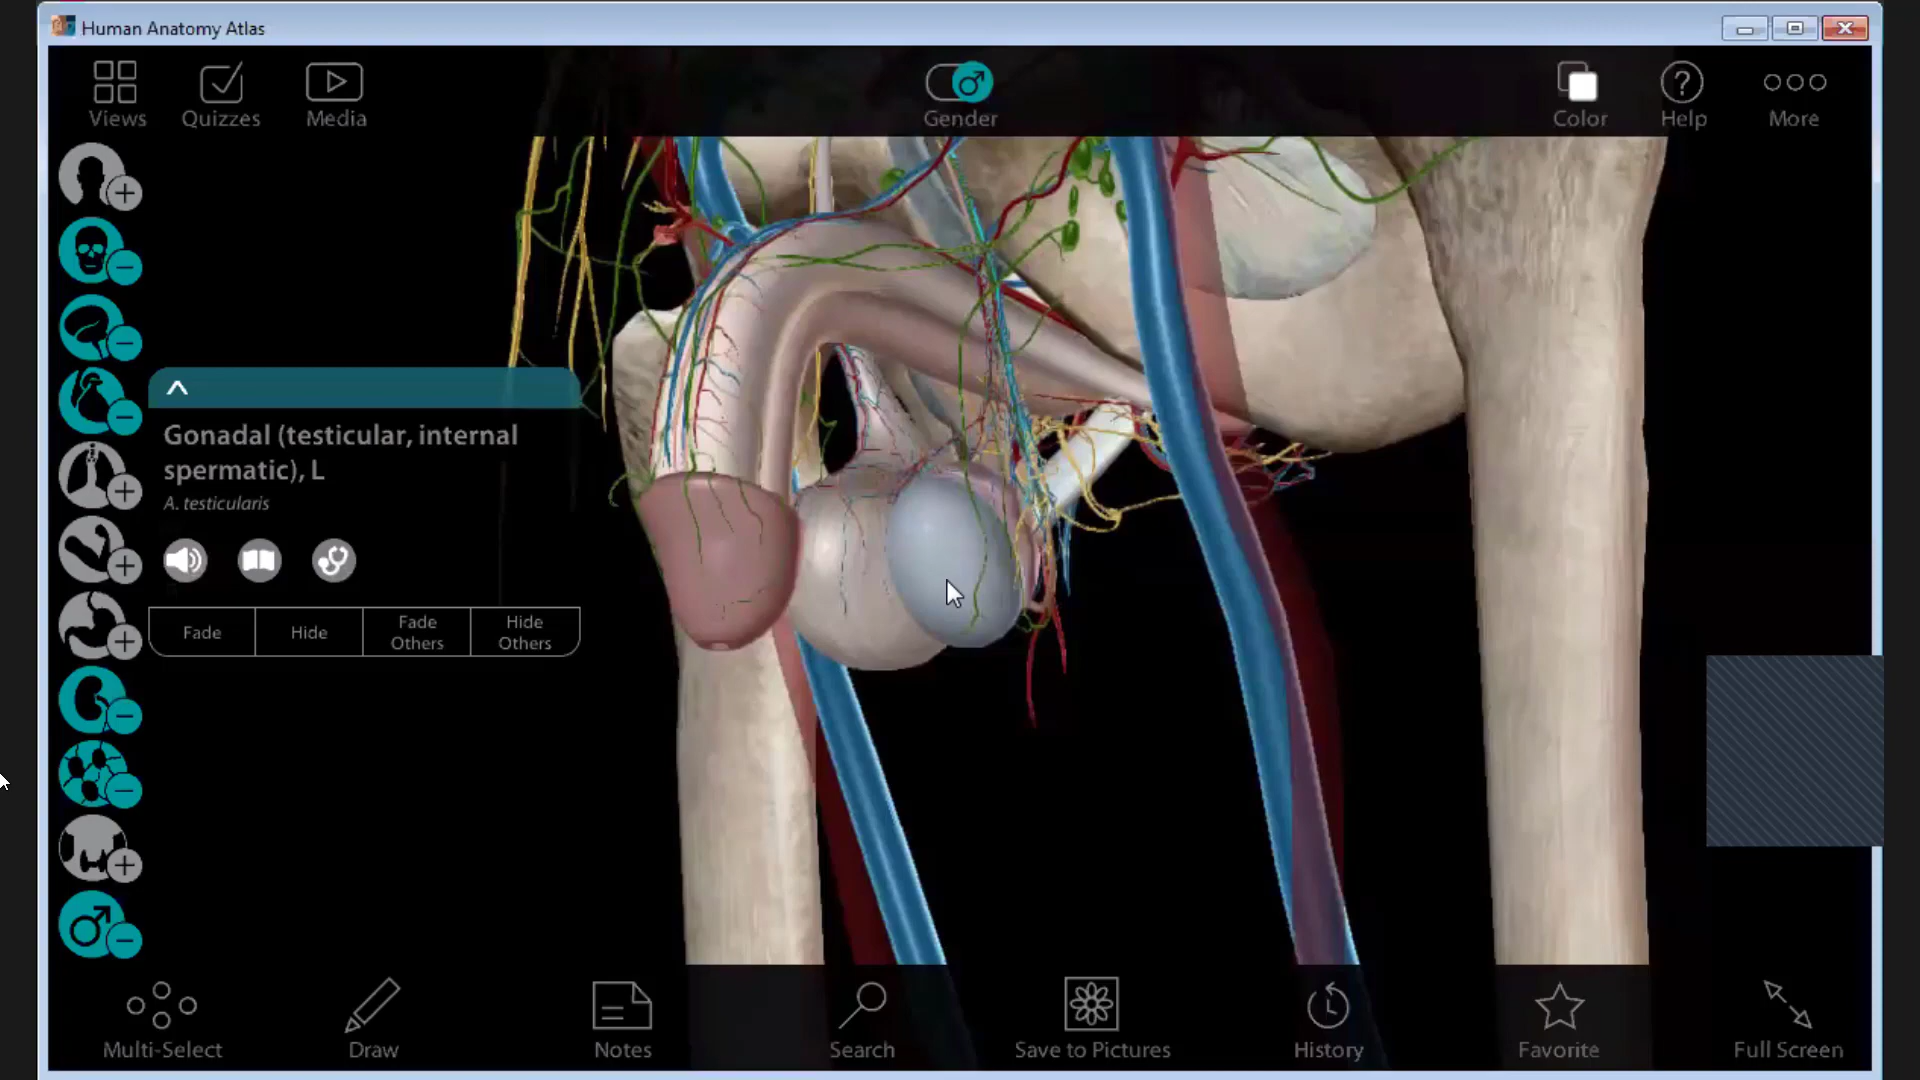 Human Anatomy Atlas
Views
Quizzes
Media
Gender
Color
Help
More
Gonadal (testicular, internal
spermatic), L
A. testicularis
Fade
Hide
Fade
Others
Hide
Others
Multi-Select
Draw
Notes
Search
Save to Pictures
History
Favorite
Full Screen